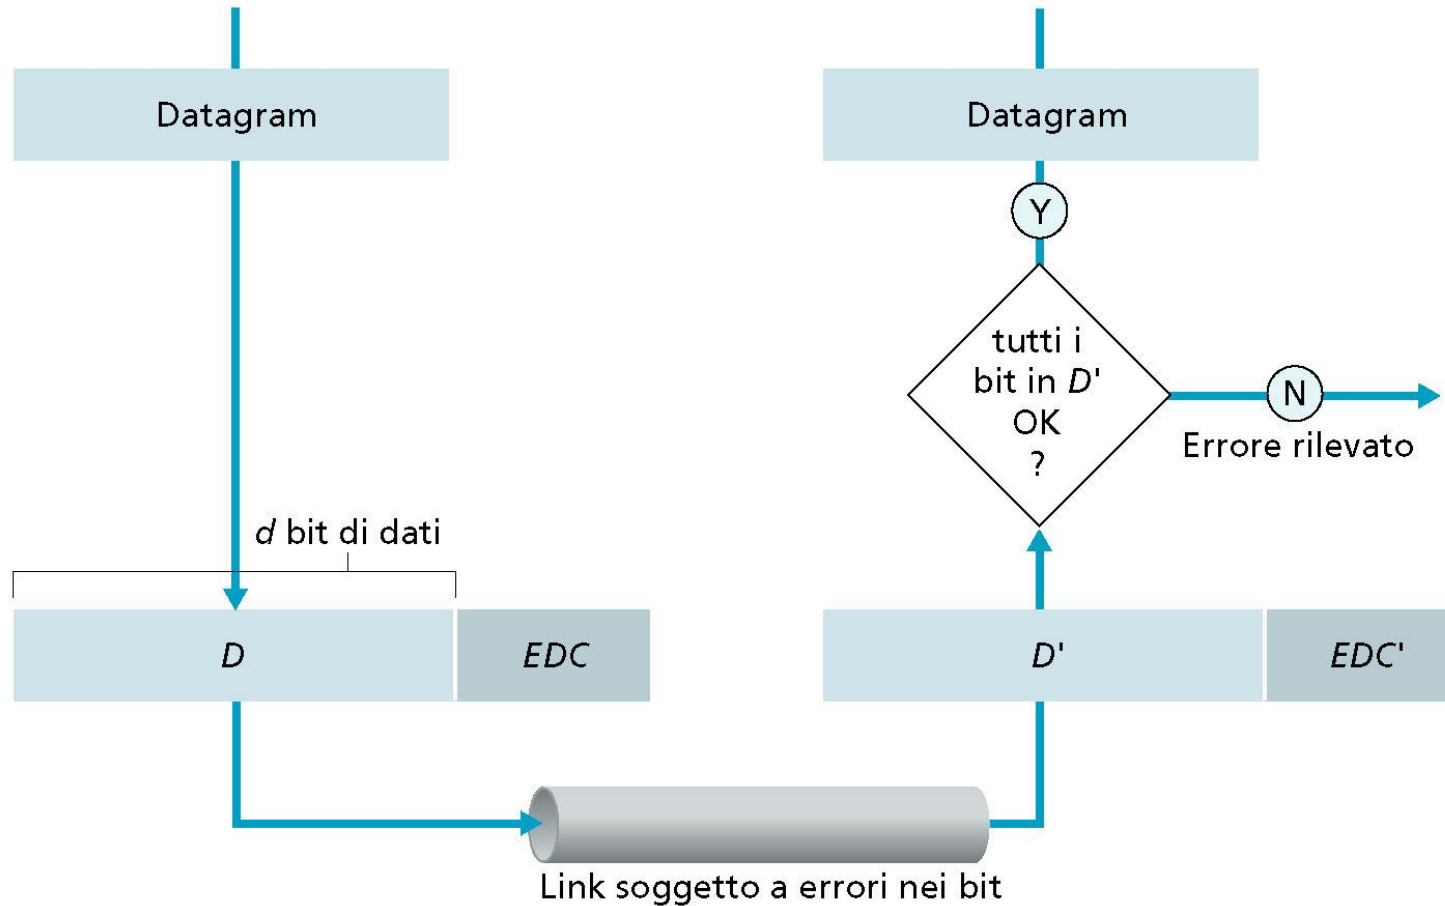 Datagram
Datagram
Y
tutti i
bit in D'
OK
?
N
Errore rilevato
d bit di dati
D
EDC
D'
EDC'
Link soggetto a errori nei bit